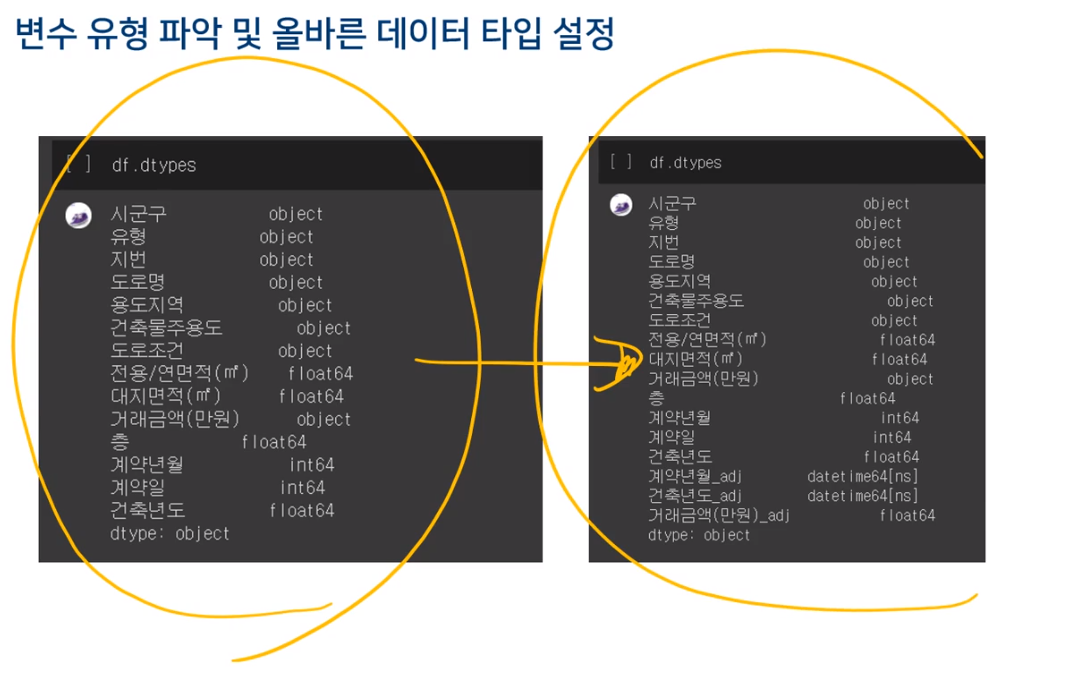 변수 유형 파악 및 올바른 데이터 타입 설정
[ ] df.dtypes
시군구 object
유형 object
지번 object
도로명 object
용도지역 object
건축물주용도 object
도로조건 object
전용/연면적(㎡) float64
대지면적(㎡) float64
거래금액(만원) object
층 float64
계약년월 int64
계약일 int64
건축년도 float64
dtype: object
[ ] df.dtypes
시군구 object
유형 object
지번 object
도로명 object
용도지역 object
건축물주용도 object
도로조건 object
전용/연면적(㎡) float64
대지면적(㎡) float64
거래금액(만원) object
층 float64
계약년월 int64
계약일 int64
건축년도 float64
계약년월_adj datetime64[ns]
건축년도_adj datetime64[ns]
거래금액(만원)_adj float64
dtype: object